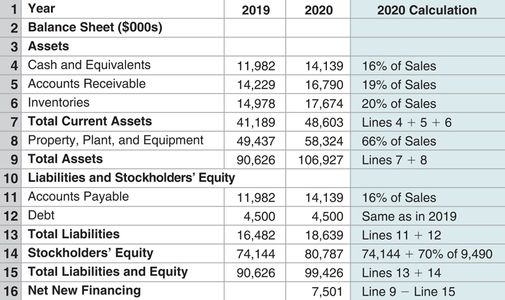 1 Year 2019 2020 2020 Calculation
2 Balance Sheet ($000s)
3 Assets
4 Cash and Equivalents 11,982 14,139 16% of Sales
5 Accounts Receivable 14,229 16,790 19% of Sales
6 Inventories 14,978 17,674 20% of Sales
7 Total Current Assets 41,189 48,603 Lines 4 + 5 + 6
8 Property, Plant, and Equipment 49,437 58,324 66% of Sales
9 Total Assets 90,626 106,927 Lines 7 + 8
10 Liabilities and Stockholders' Equity
11 Accounts Payable 11,982 14,139 16% of Sales
12 Debt 4,500 4,500 Same as in 2019
13 Total Liabilities 16,482 18,639 Lines 11 + 12
14 Stockholders' Equity 74,144 80,787 74,144 + 70% of 9,490
15 Total Liabilities and Equity 90,626 99,426 Lines 13 + 14
16 Net New Financing 7,501 Line 9 − Line 15